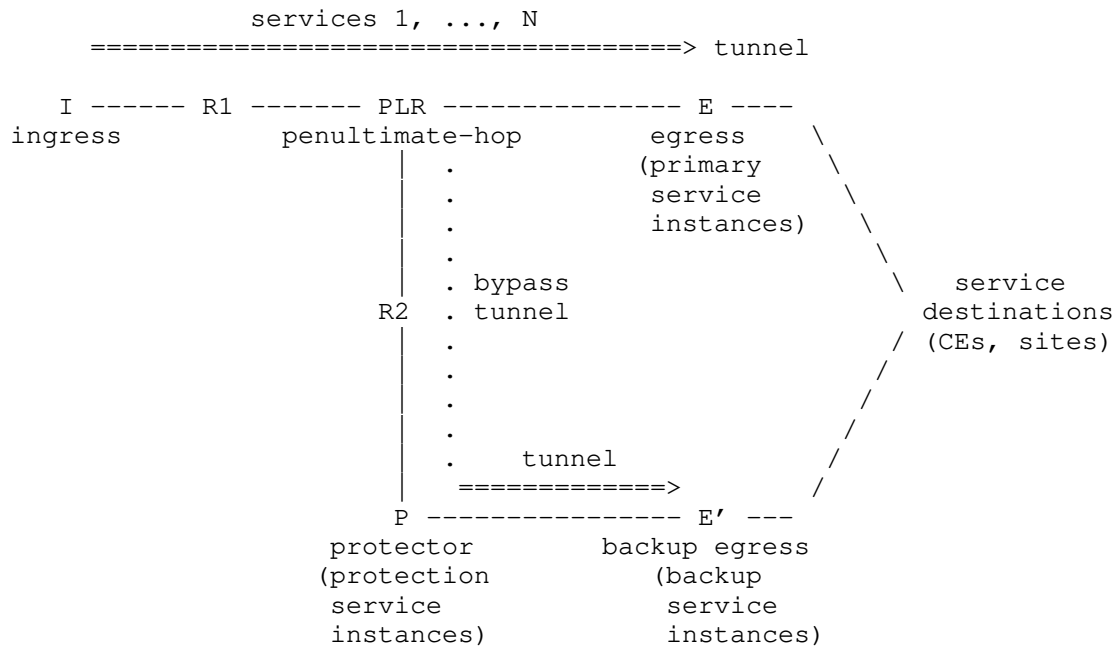 services 1, ..., N
=====================================> tunnel
I ------ R1 ------- PLR --------------- E ----
ingress penultimate-hop egress
(primary
service
instances)
bypass service
R2 tunnel destinations
(CEs, sites)
tunnel
=============>
P ---------------- E' ---
protector backup egress
(protection (backup
service service
instances) instances)